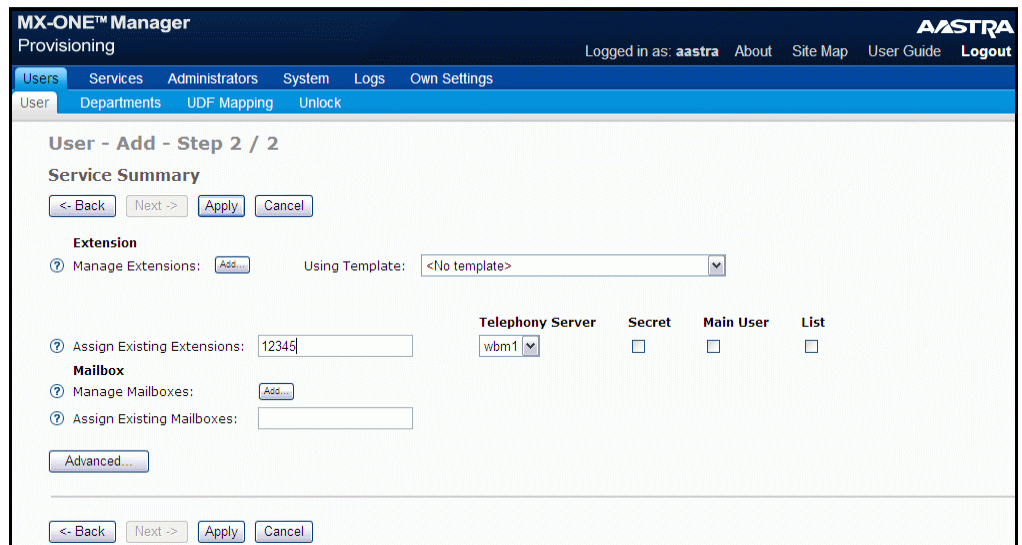 MX-ONE™ Manager
AASTRA
Provisioning
Logged in as: aastra About Site Map User Guide Logout
Users Services Administrators System Logs Own Settings
User Departments UDF Mapping Unlock
User - Add - Step 2 / 2
Service Summary
<- Back Next -> Apply Cancel
Extension
? Manage Extensions: Add... Using Template: <No template>
Telephony Server Secret Main User List
? Assign Existing Extensions: 12345 wbm1
Mailbox
? Manage Mailboxes: Add...
? Assign Existing Mailboxes:
Advanced...
<- Back Next -> Apply Cancel